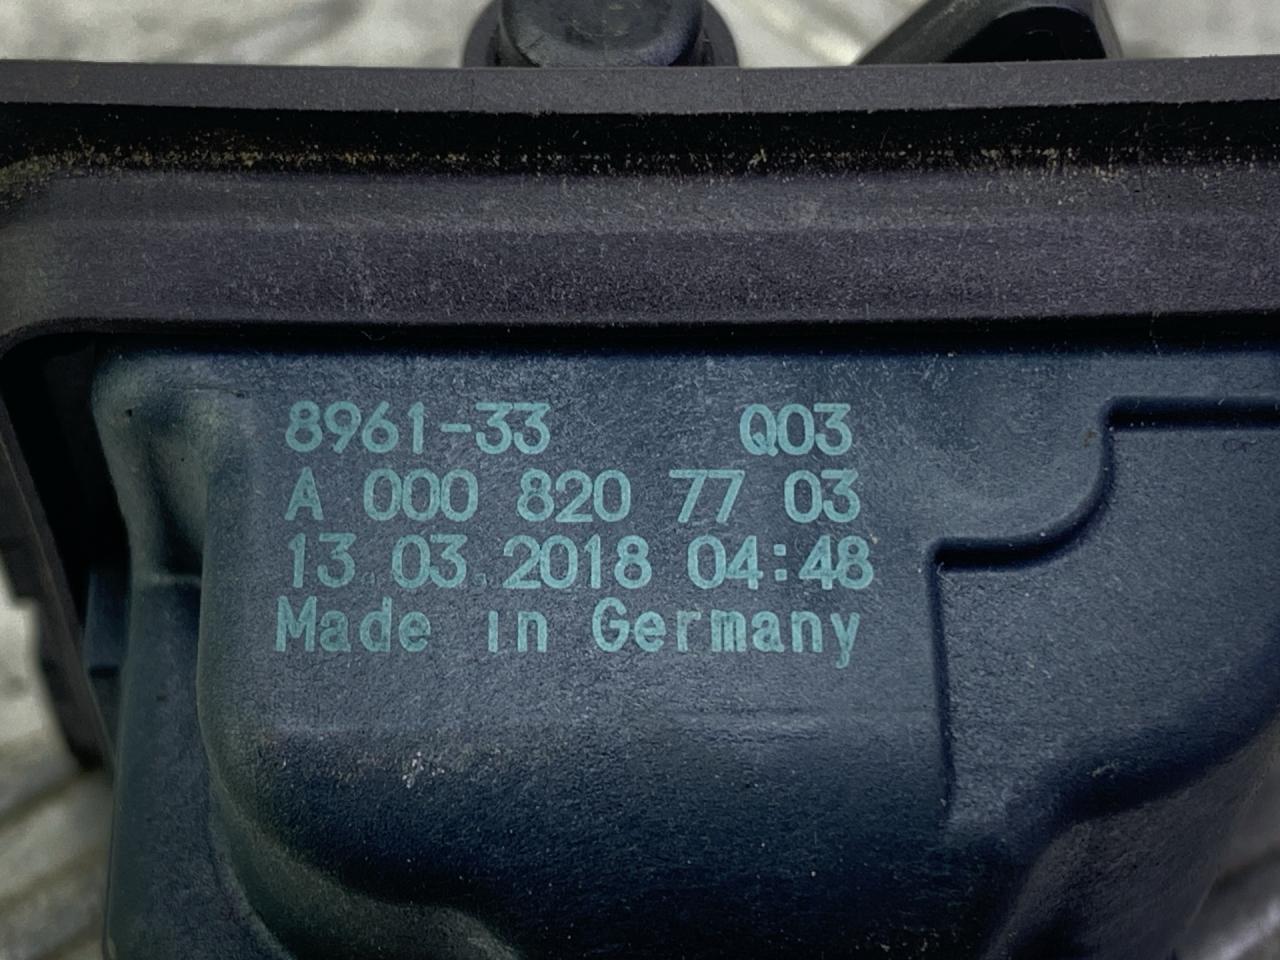 8961-33 Q03
A 000 820 77 03
13.03.2018 04:48
Made in Germany